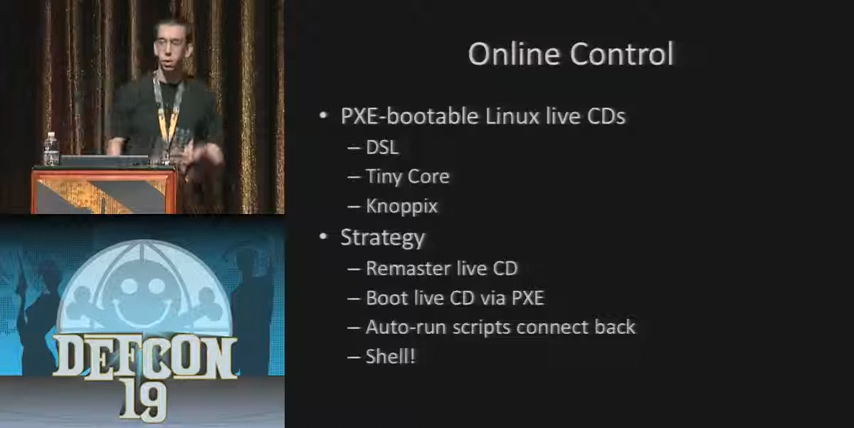 Online Control
• PXE-bootable Linux live CDs
– DSL
– Tiny Core
– Knoppix
• Strategy
– Remaster live CD
– Boot live CD via PXE
– Auto-run scripts connect back
– Shell!
DEFCON
19